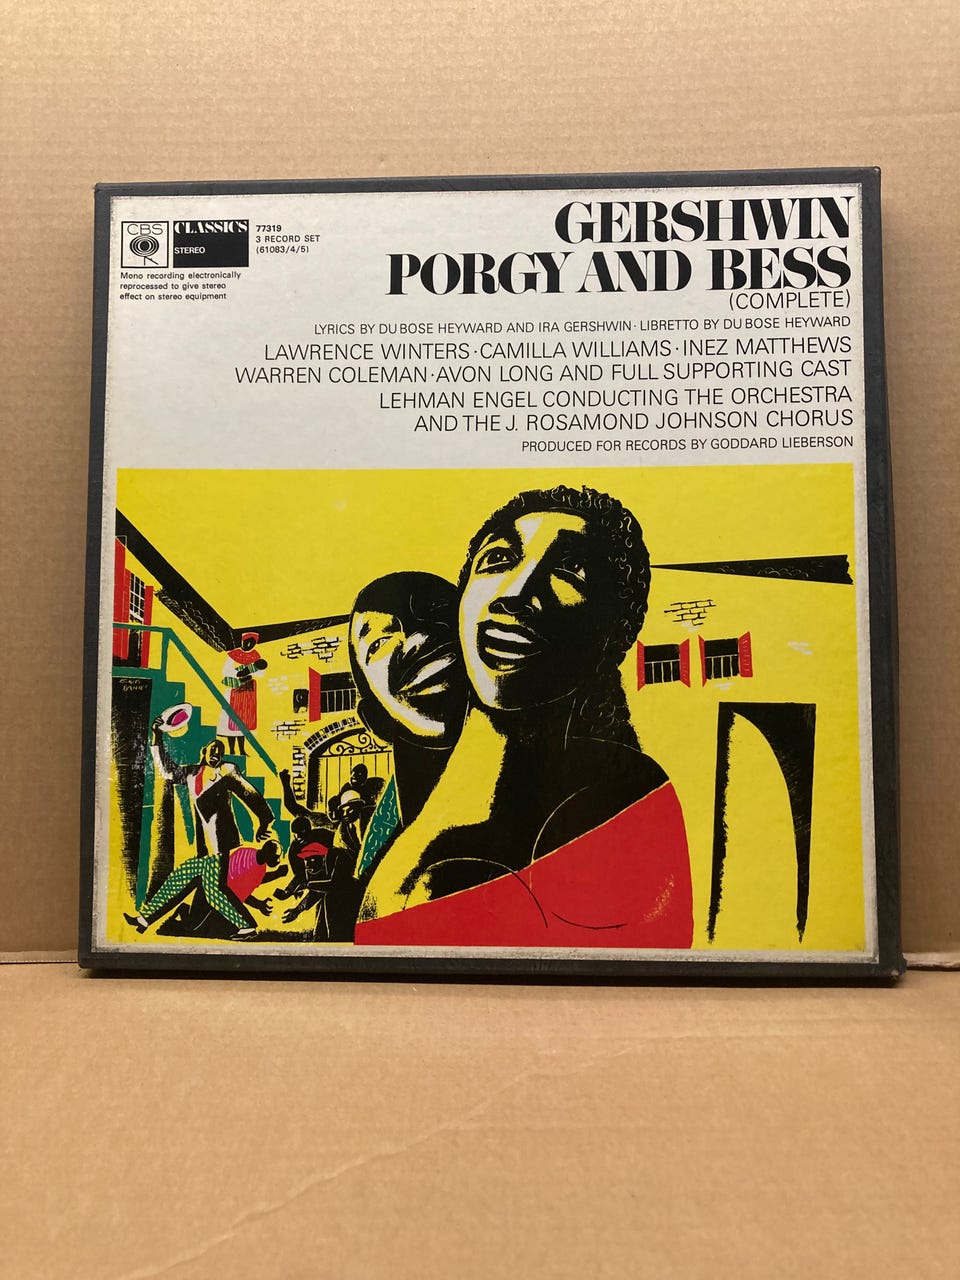 CBS
CLASSICS
STEREO
77319
3 RECORD SET
(61083/4/5)
Mono recording electronically
reprocessed to give stereo
effect on stereo equipment
GERSHWIN
PORGY AND BESS
(COMPLETE)
LYRICS BY DU BOSE HEYWARD AND IRA GERSHWIN · LIBRETTO BY DU BOSE HEYWARD
LAWRENCE WINTERS · CAMILLA WILLIAMS · INEZ MATTHEWS
WARREN COLEMAN · AVON LONG AND FULL SUPPORTING CAST
LEHMAN ENGEL CONDUCTING THE ORCHESTRA
AND THE J. ROSAMOND JOHNSON CHORUS
PRODUCED FOR RECORDS BY GODDARD LIEBERSON